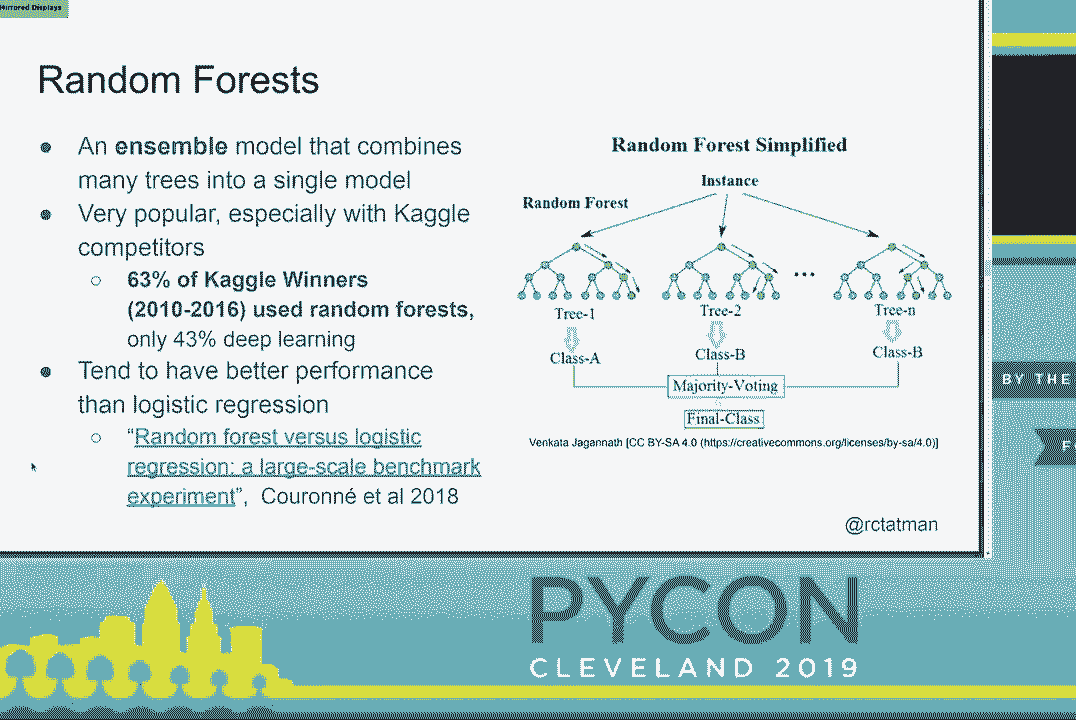 Mirrored Displays
Random Forests
● An ensemble model that combines
many trees into a single model
● Very popular, especially with Kaggle
competitors
○ 63% of Kaggle Winners
(2010-2016) used random forests,
only 43% deep learning
● Tend to have better performance
than logistic regression
○ “Random forest versus logistic
regression: a large-scale benchmark
experiment”, Couronné et al 2018
Random Forest Simplified
Instance
Random Forest
...
Tree-1
Tree-2
Tree-n
Class-A
Class-B
Class-B
Majority-Voting
Final-Class
Venkata Jagannath [CC BY-SA 4.0 (https://creativecommons.org/licenses/by-sa/4.0)]
@rctatman
BY THE
F
PYCON
CLEVELAND 2019